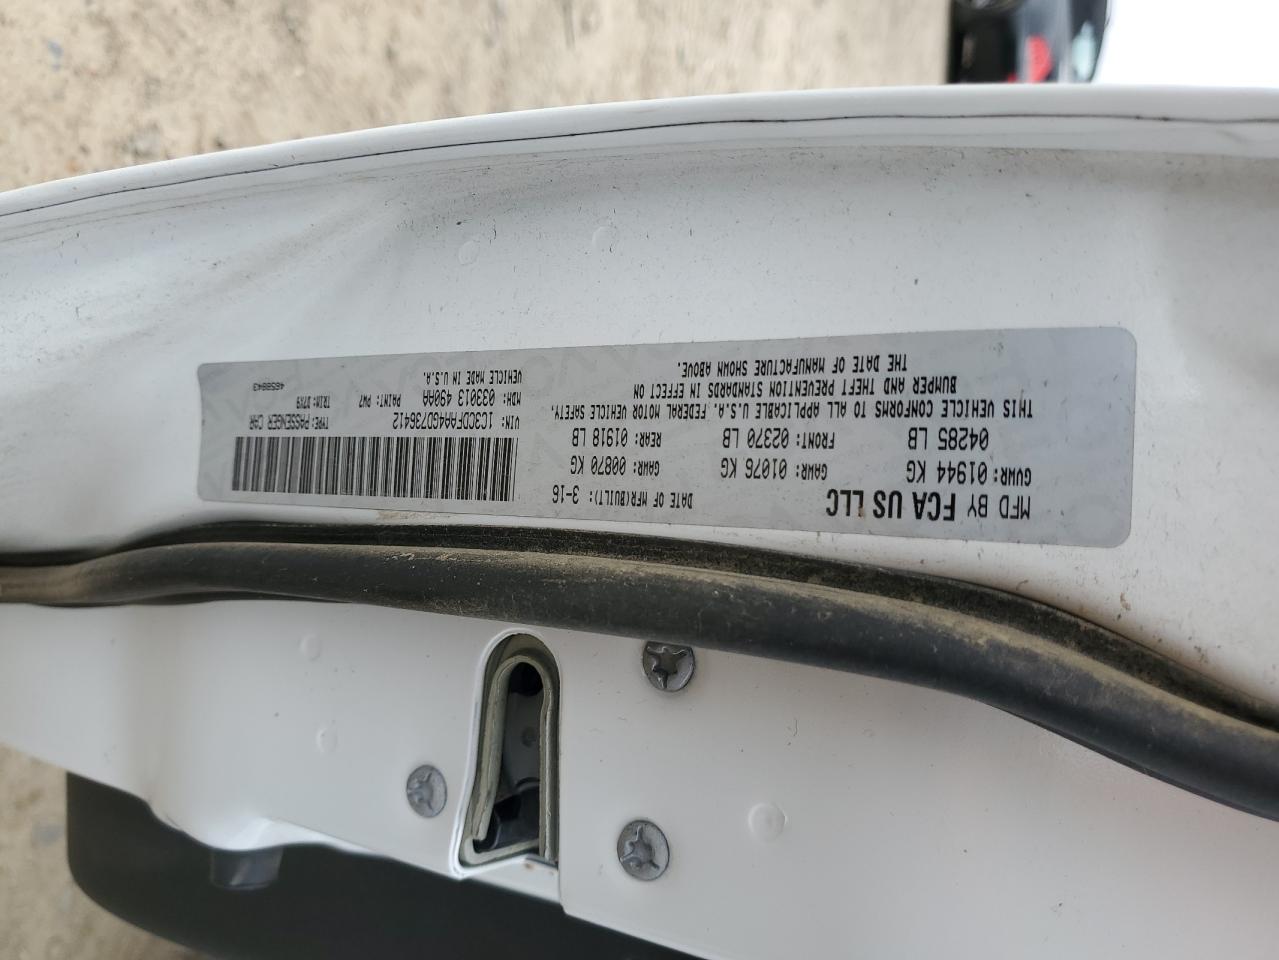 MFD BY FCA US LLC
DATE OF MFR(BUILT): 3-16
GVWR: 01944 KG
GAWR: 01076 KG
GAWR: 00870 KG
04285 LB
FRONT: 02370 LB
REAR: 01918 LB
THIS VEHICLE CONFORMS TO ALL APPLICABLE U.S.A. FEDERAL MOTOR VEHICLE SAFETY,
BUMPER AND THEFT PREVENTION STANDARDS IN EFFECT ON
THE DATE OF MANUFACTURE SHOWN ABOVE.
VIN: 1C3CDFAA4GD736412
TYPE: PASSENGER CAR
MDH: 033013 490AA
PAINT: PW7
TRIM: D7X9
VEHICLE MADE IN U.S.A.
4658943